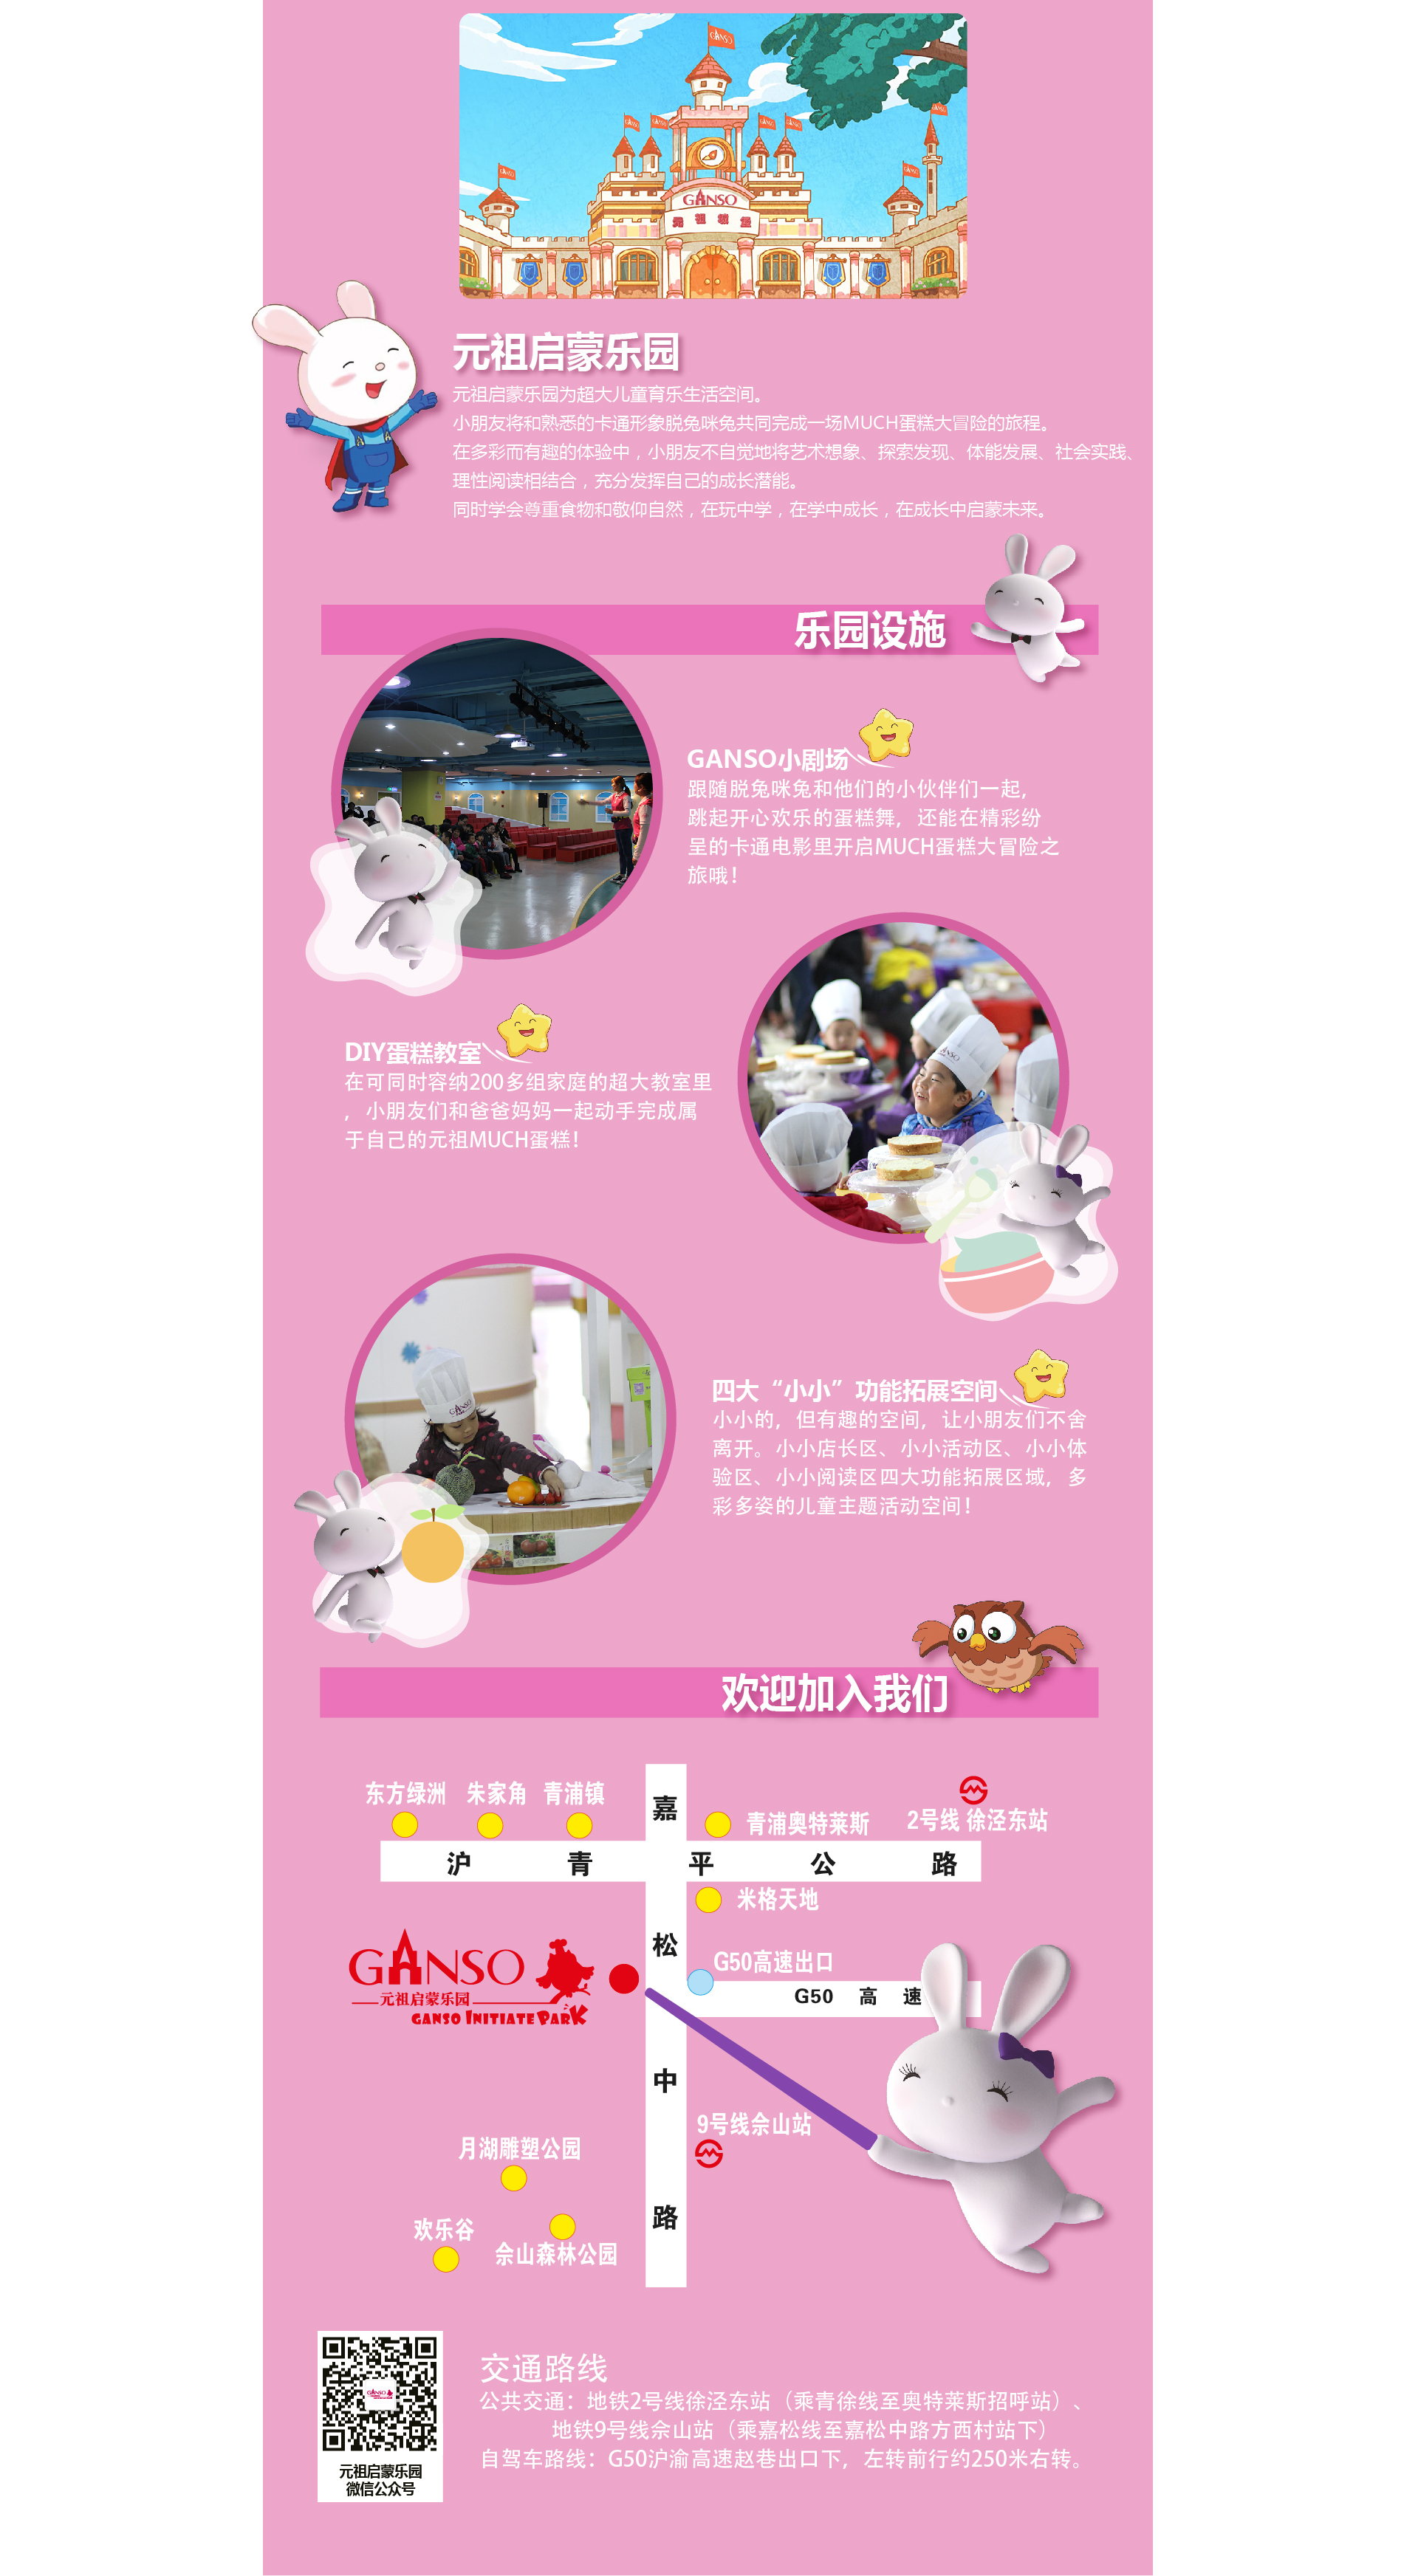 GANSO
GANSO
元祖城堡
元祖启蒙乐园
元祖启蒙乐园为超大儿童育乐生活空间。
小朋友将和熟悉的卡通形象脱兔咪兔共同完成一场MUCH蛋糕大冒险的旅程。
在多彩而有趣的体验中，小朋友不自觉地将艺术想象、探索发现、体能发展、社会实践、
理性阅读相结合，充分发挥自己的成长潜能。
同时学会尊重食物和敬仰自然，在玩中学，在学中成长，在成长中启蒙未来。
乐园设施
GANSO小剧场
跟随脱兔咪兔和他们的小伙伴们一起，
跳起开心欢乐的蛋糕舞，还能在精彩纷
呈的卡通电影里开启MUCH蛋糕大冒险之
旅哦！
GANSO
DIY蛋糕教室
在可同时容纳200多组家庭的超大教室里
，小朋友们和爸爸妈妈一起动手完成属
于自己的元祖MUCH蛋糕！
GANSO
四大“小小”功能拓展空间
小小的，但有趣的空间，让小朋友们不舍
离开。小小店长区、小小活动区、小小体
验区、小小阅读区四大功能拓展区域，多
彩多姿的儿童主题活动空间！
欢迎加入我们
东方绿洲 朱家角 青浦镇
青浦奥特莱斯
2号线 徐泾东站
沪青平公路
嘉松中路
米格天地
G50高速出口
G50 高 速
GANSO
元祖启蒙乐园
GANSO INITIATE PARK
9号线佘山站
月湖雕塑公园
欢乐谷
佘山森林公园
元祖启蒙乐园
微信公众号
交通路线
公共交通：地铁2号线徐泾东站（乘青徐线至奥特莱斯招呼站）、
地铁9号线佘山站（乘嘉松线至嘉松中路方西村站下）
自驾车路线：G50沪渝高速赵巷出口下，左转前行约250米右转。